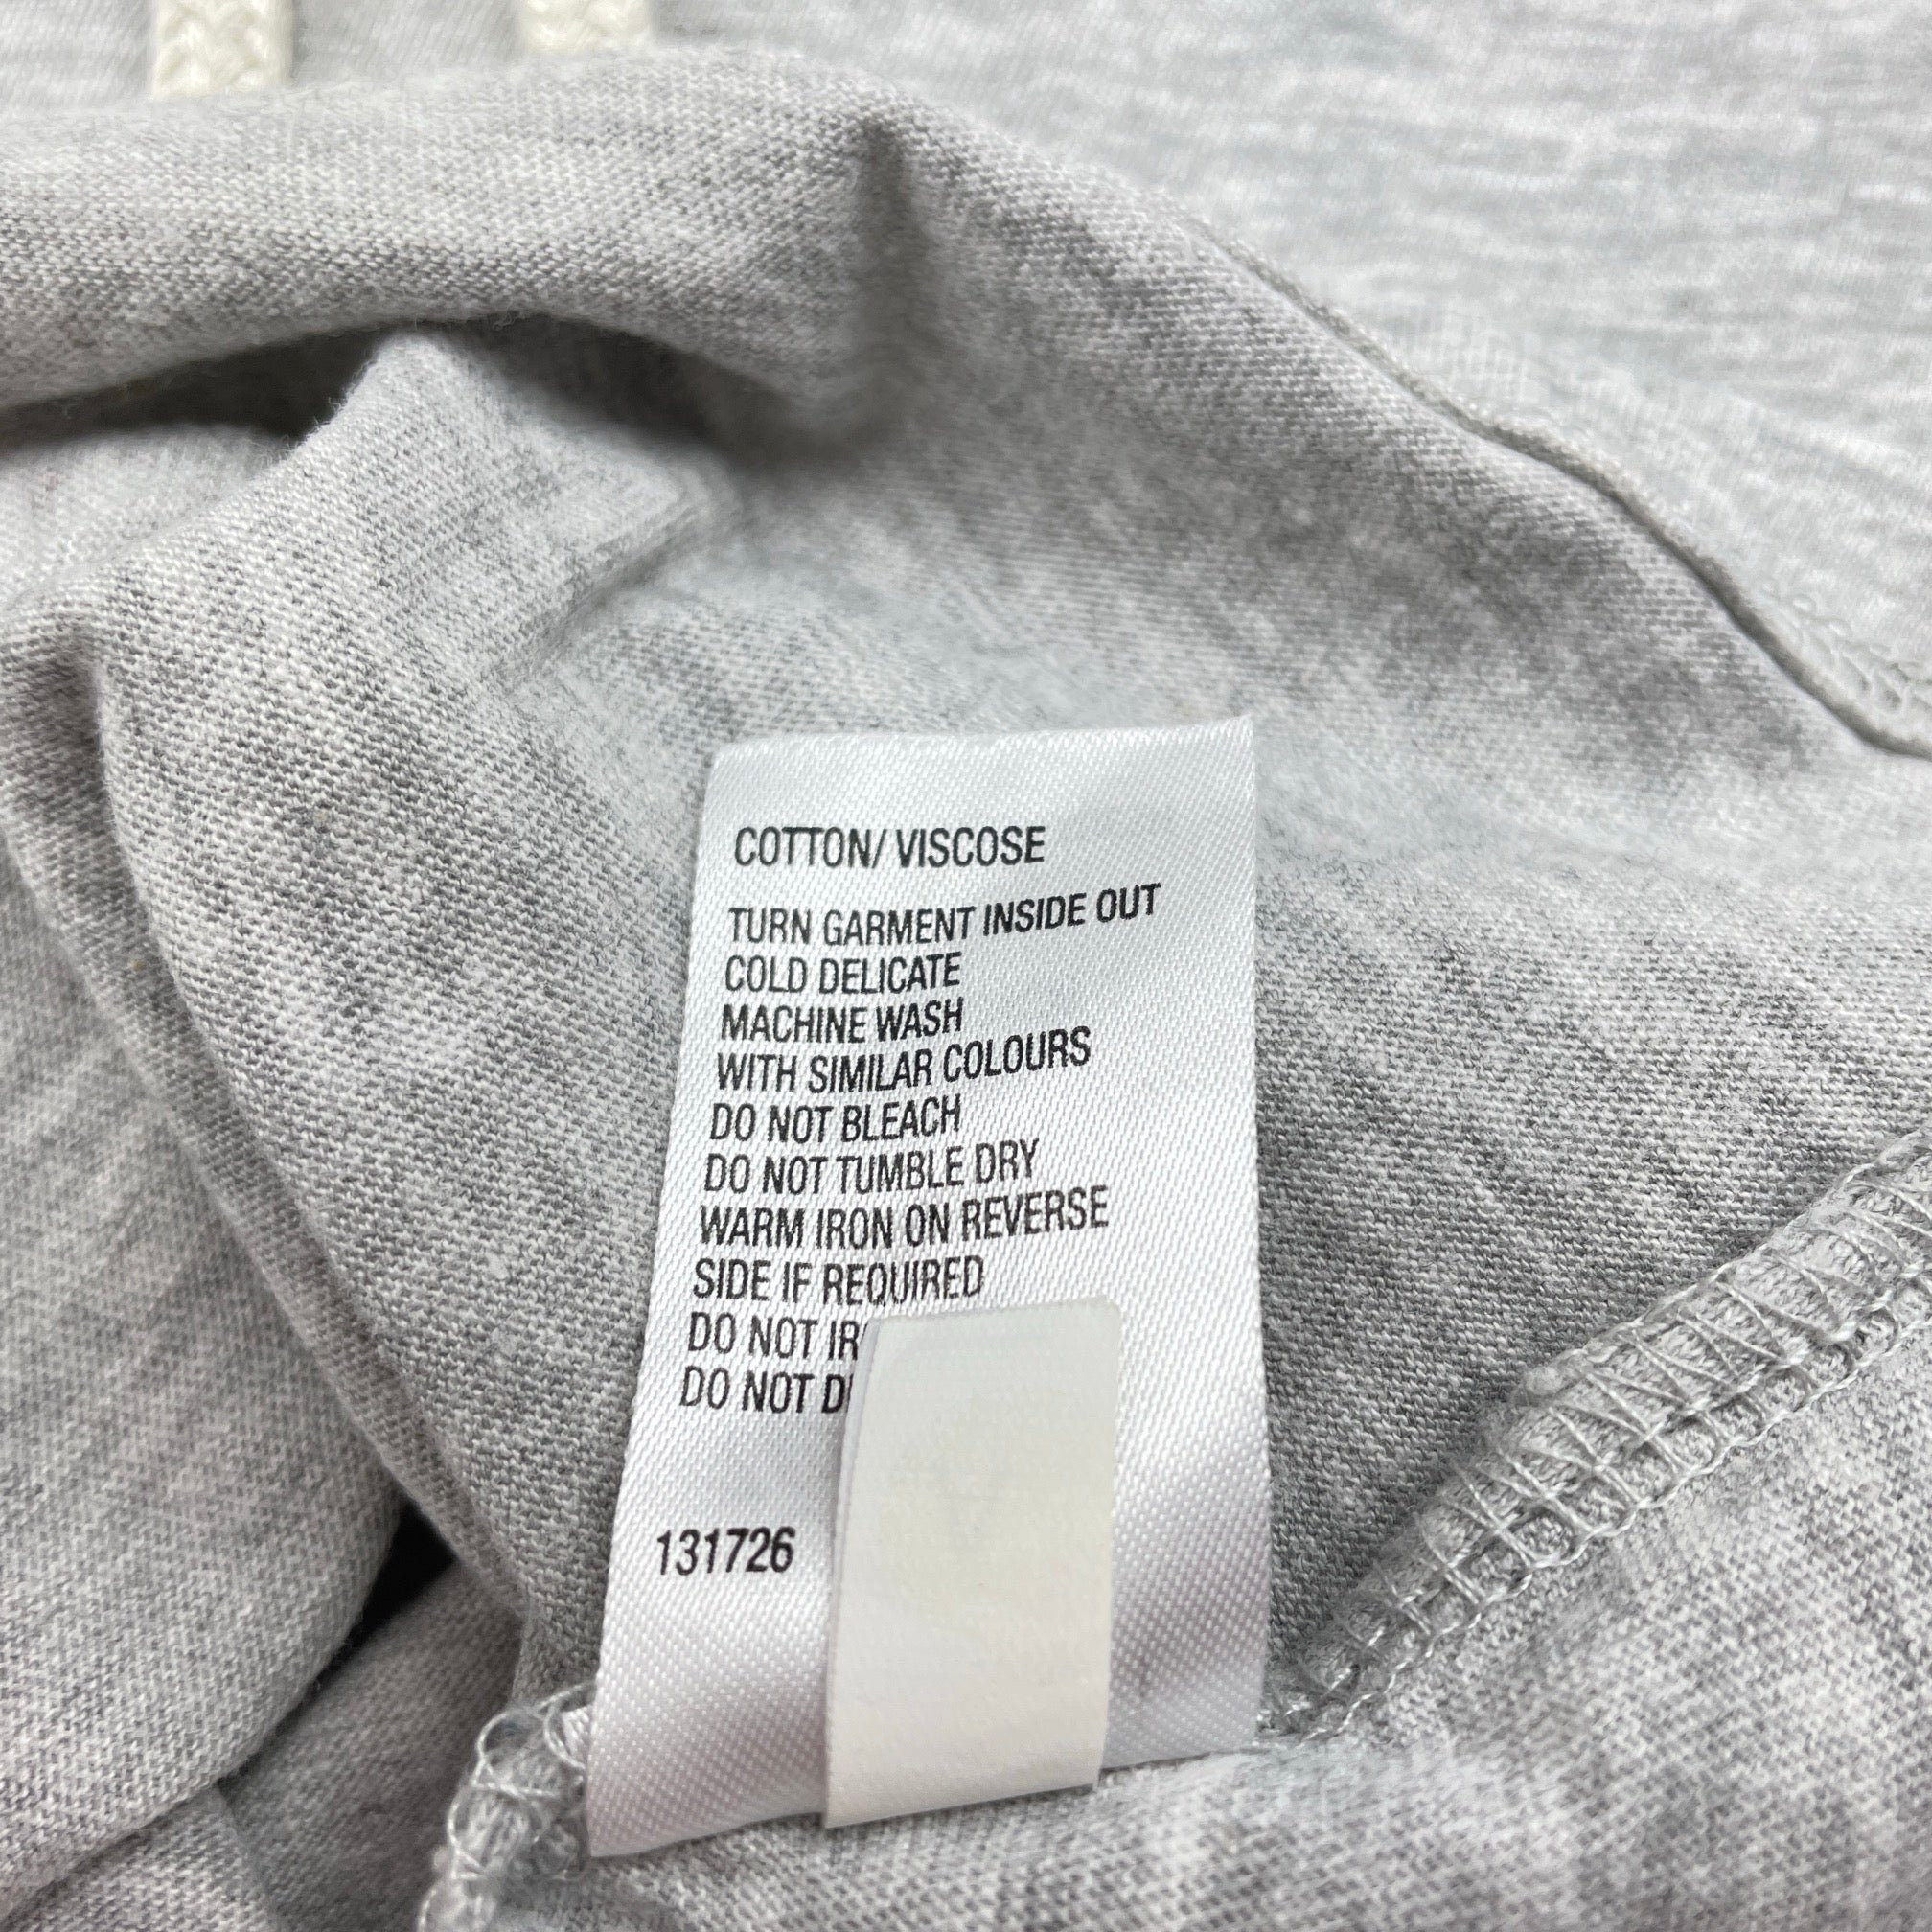 COTTON/ VISCOSE
TURN GARMENT INSIDE OUT
COLD DELICATE
MACHINE WASH
WITH SIMILAR COLOURS
DO NOT BLEACH
DO NOT TUMBLE DRY
WARM IRON ON REVERSE
SIDE IF REQUIRED
DO NOT
DO NOT
131726